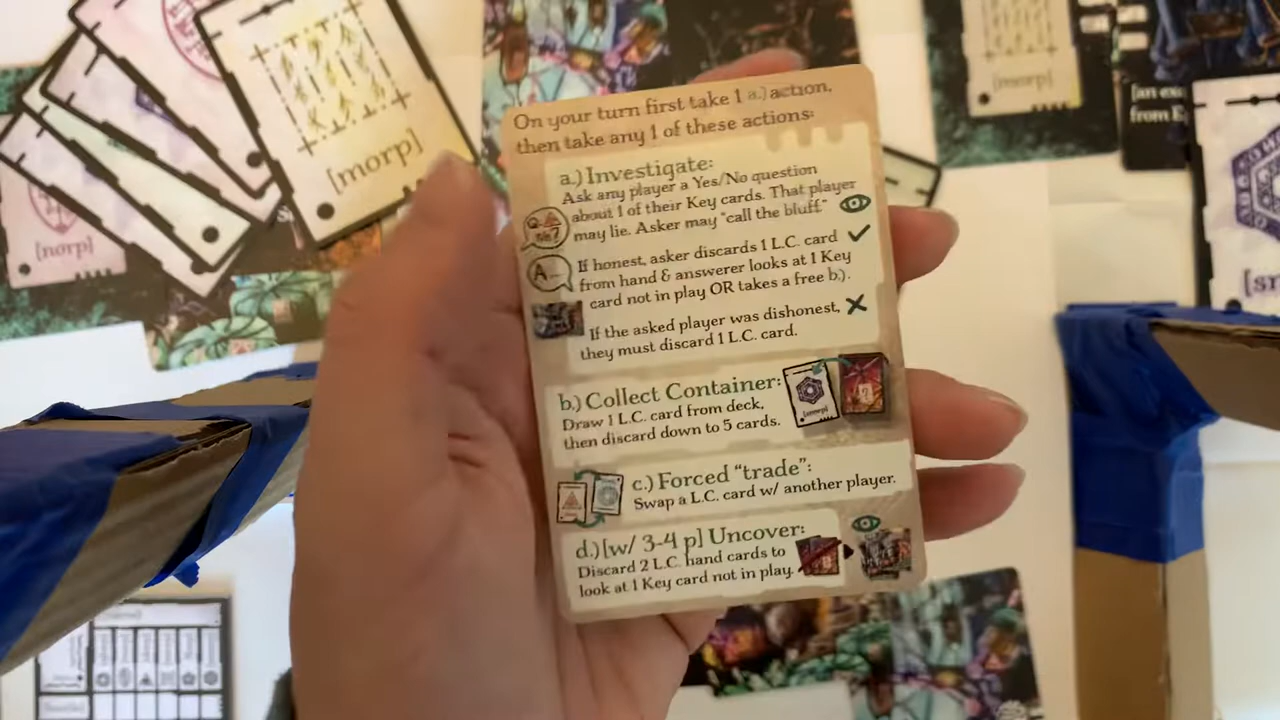 On your turn first take 1 a.) action,
then take any 1 of these actions:
a.) Investigate:
Ask any player a Yes/No question
about 1 of their Key cards. That player
may lie. Asker may "call the bluff."
If honest, asker discards 1 L.C. card
from hand & answerer looks at 1 Key
card not in play OR takes a free b.).
If the asked player was dishonest,
they must discard 1 L.C. card.
b.) Collect Container:
Draw 1 L.C. card from deck,
then discard down to 5 cards.
c.) Forced "trade":
Swap a L.C. card w/ another player.
d.) [w/ 3-4 p] Uncover:
Discard 2 L.C. hand cards to
look at 1 Key card not in play.
A...
[morp]
[norp]
[morp]
from E